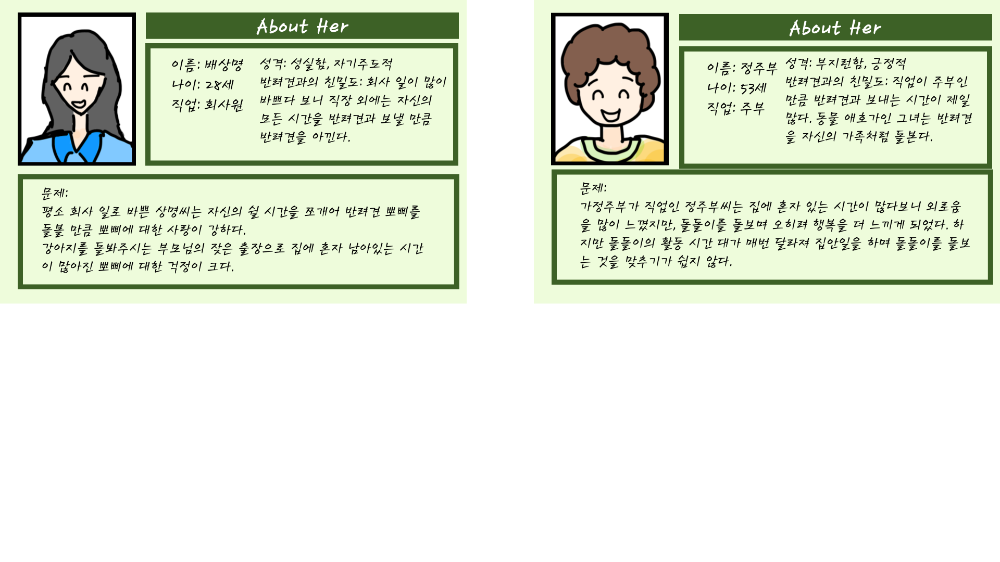 About Her
이름: 배상명
나이: 28세
직업: 회사원
성격: 성실함, 자기주도적
반려견과의 친밀도: 회사 일이 많이
바쁘다 보니 직장 외에는 자신의
모든 시간을 반려견과 보낼 만큼
반려견을 아낀다.
문제:
평소 회사 일로 바쁜 상명씨는 자신의 쉴 시간을 쪼개어 반려견 뽀삐를
돌볼 만큼 뽀삐에 대한 사랑이 강하다.
강아지를 돌봐주시는 부모님의 잦은 출장으로 집에 혼자 남아있는 시간
이 많아진 뽀삐에 대한 걱정이 크다.
About Her
이름: 정주부
나이: 53세
직업: 주부
성격: 부지런함, 긍정적
반려견과의 친밀도: 직업이 주부인
만큼 반려견과 보내는 시간이 제일
많다. 동물 애호가인 그녀는 반려견
을 자신의 가족처럼 돌본다.
문제:
가정주부가 직업인 정주부씨는 집에 혼자 있는 시간이 많다보니 외로움
을 많이 느꼈지만, 돌돌이를 돌보며 오히려 행복을 더 느끼게 되었다. 하
지만 돌돌이의 활동 시간 대가 매번 달라져 집안일을 하며 돌돌이를 돌보
는 것을 맞추기가 쉽지 않다.